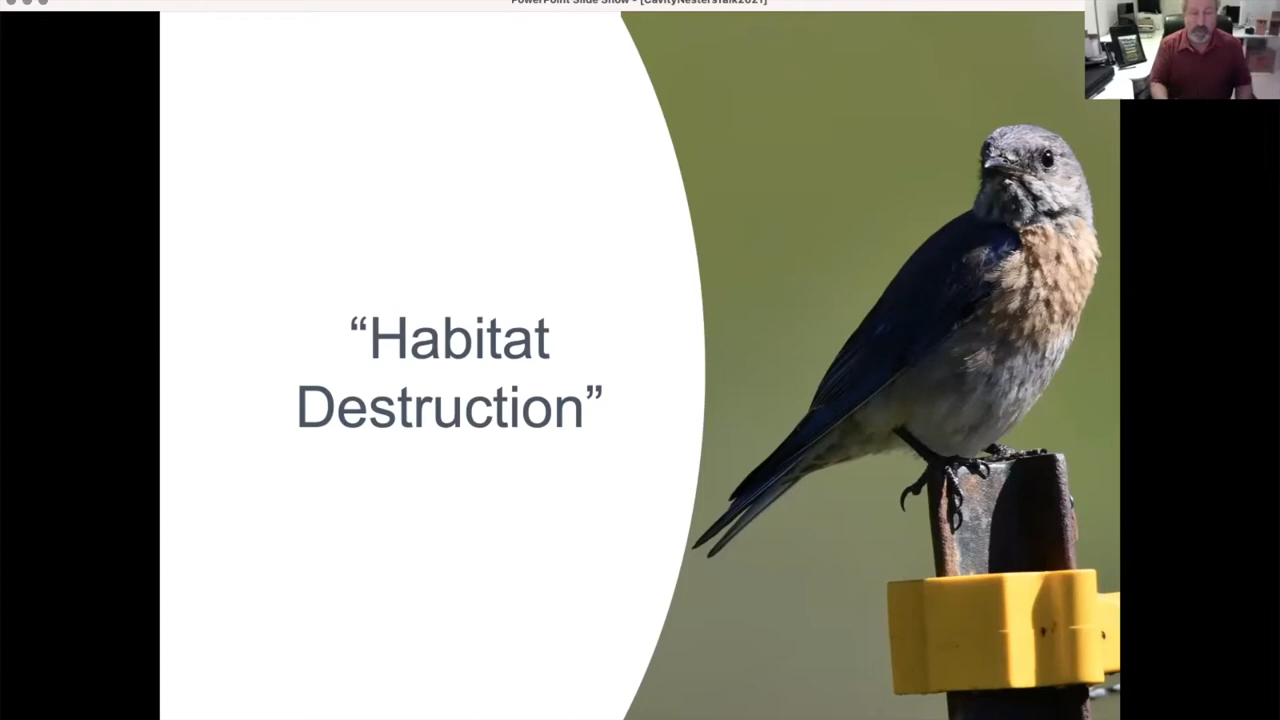 PowerPoint Slide Show - [CavityNestersTalk2021]
“Habitat
Destruction”